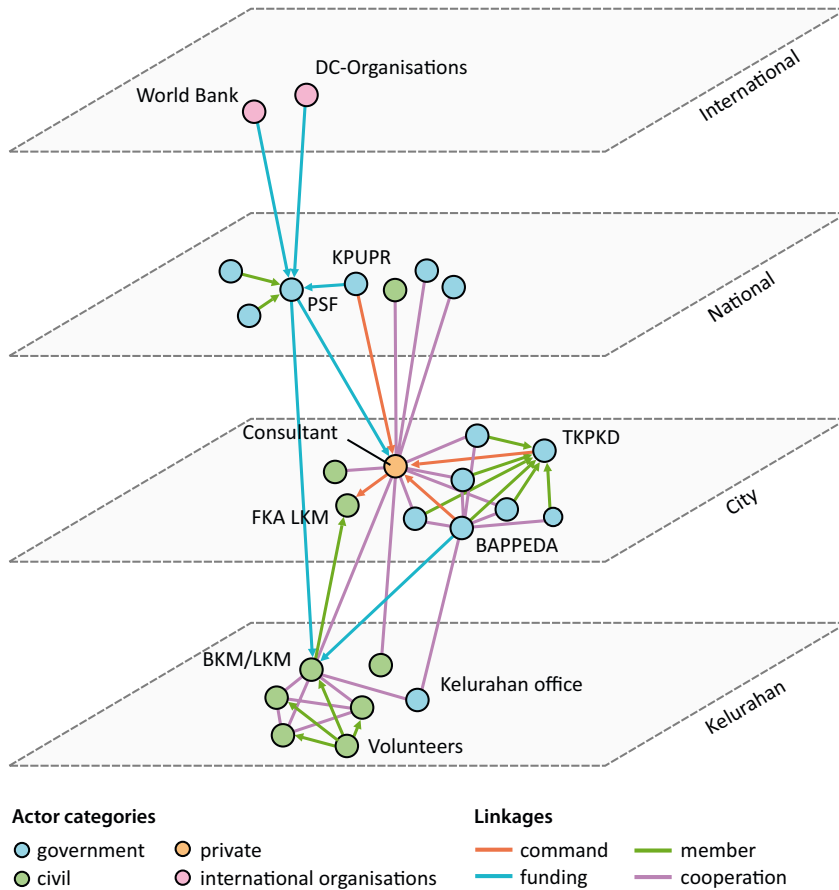 DC-Organisations
World Bank
International
KPUPR
PSF
National
Consultant
TKPKD
FKA LKM
BAPPEDA
City
BKM/LKM
Kelurahan office
Volunteers
Kelurahan
Actor categories
government
private
civil
international organisations
Linkages
command
member
funding
cooperation